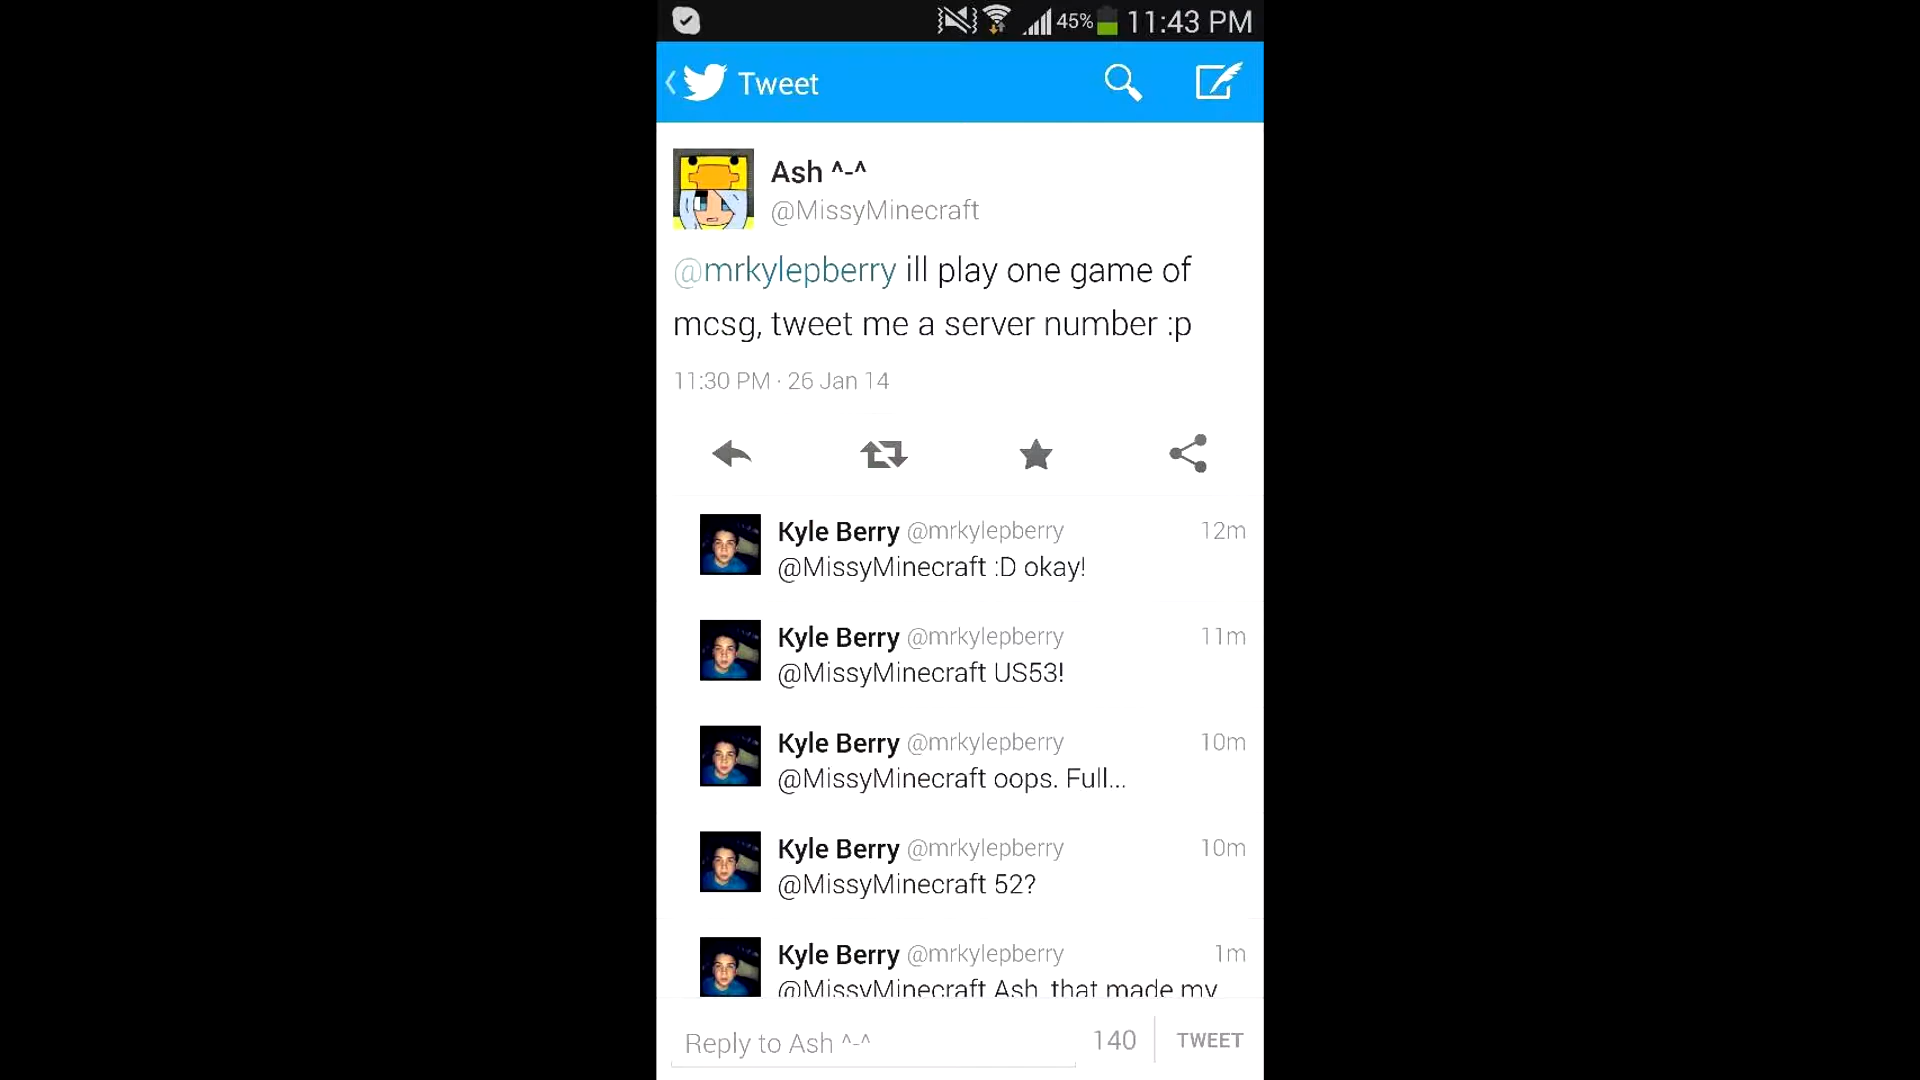 45% 11:43 PM
Tweet
Ash ^-^
@MissyMinecraft
@mrkylepberry ill play one game of
mcsg, tweet me a server number :p
11:30 PM · 26 Jan 14
Kyle Berry @mrkylepberry 12m
@MissyMinecraft :D okay!
Kyle Berry @mrkylepberry 11m
@MissyMinecraft US53!
Kyle Berry @mrkylepberry 10m
@MissyMinecraft oops. Full...
Kyle Berry @mrkylepberry 10m
@MissyMinecraft 52?
Kyle Berry @mrkylepberry 1m
@MissyMinecraft Ash, that made my
Reply to Ash ^-^ 140 TWEET